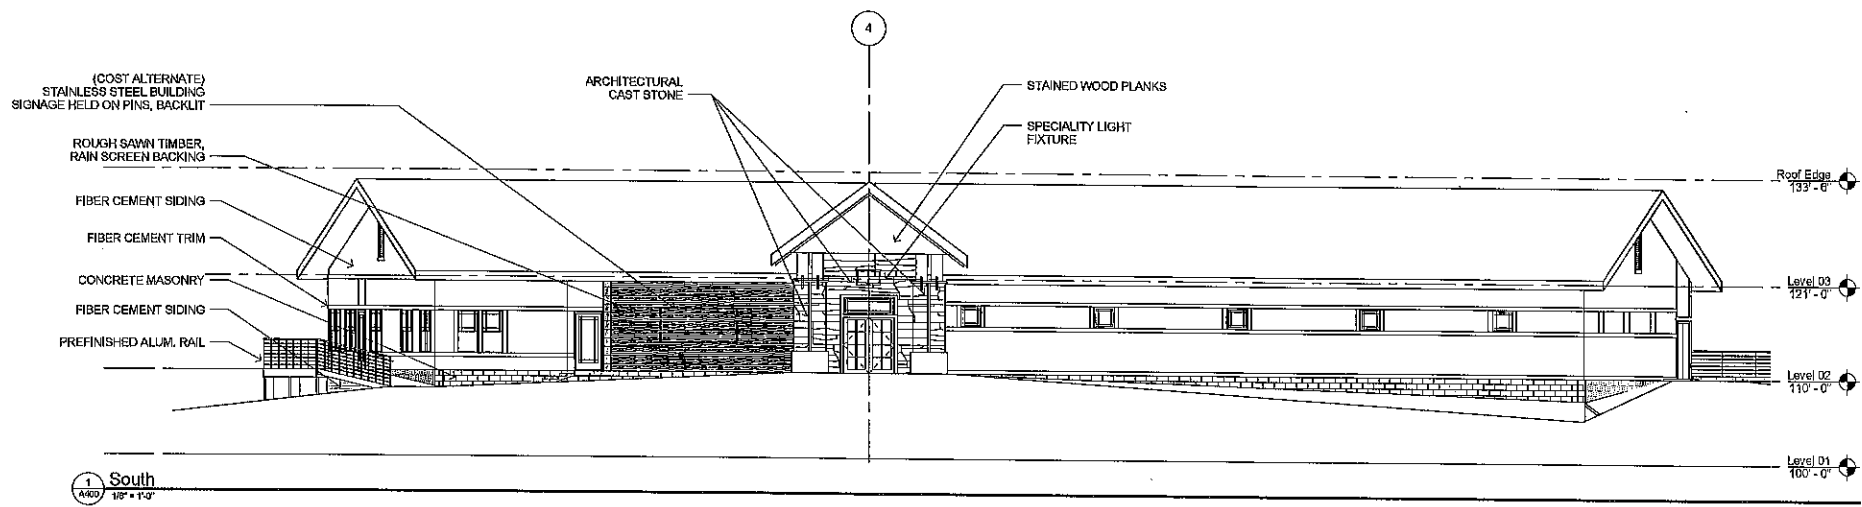 4
(COST ALTERNATE)
STAINLESS STEEL BUILDING
SIGNAGE HELD ON PINS, BACKLIT
ROUGH SAWN TIMBER,
RAIN SCREEN BACKING
FIBER CEMENT SIDING
FIBER CEMENT TRIM
CONCRETE MASONRY
FIBER CEMENT SIDING
PREFINISHED ALUM. RAIL
ARCHITECTURAL
CAST STONE
STAINED WOOD PLANKS
SPECIALITY LIGHT
FIXTURE
Roof Edge
133' - 6"
Level 03
121' - 0"
Level 02
110' - 0"
Level 01
100' - 0"
1
A400
South
1/8" = 1'-0"